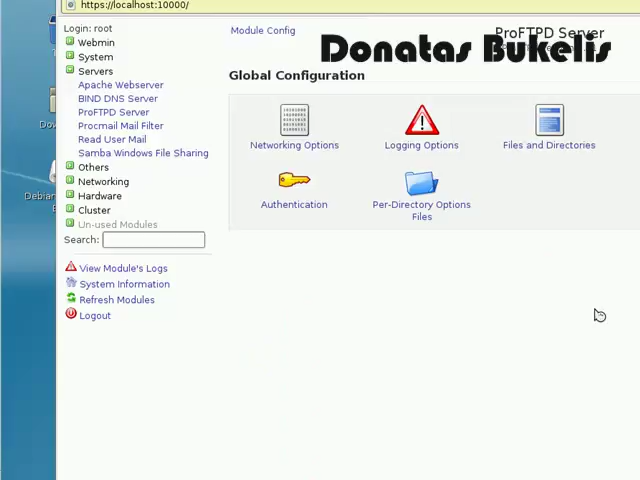 https://localhost:10000/
Login: root
Webmin
System
Servers
Apache Webserver
BIND DNS Server
ProFTPD Server
Procmail Mail Filter
Read User Mail
Samba Windows File Sharing
Others
Networking
Hardware
Cluster
Un-used Modules
Search:
View Module's Logs
System Information
Refresh Modules
Logout
Module Config
ProFTPD Server
Donatas Bukelis
Global Configuration
Networking Options
Logging Options
Files and Directories
Authentication
Per-Directory Options
Files